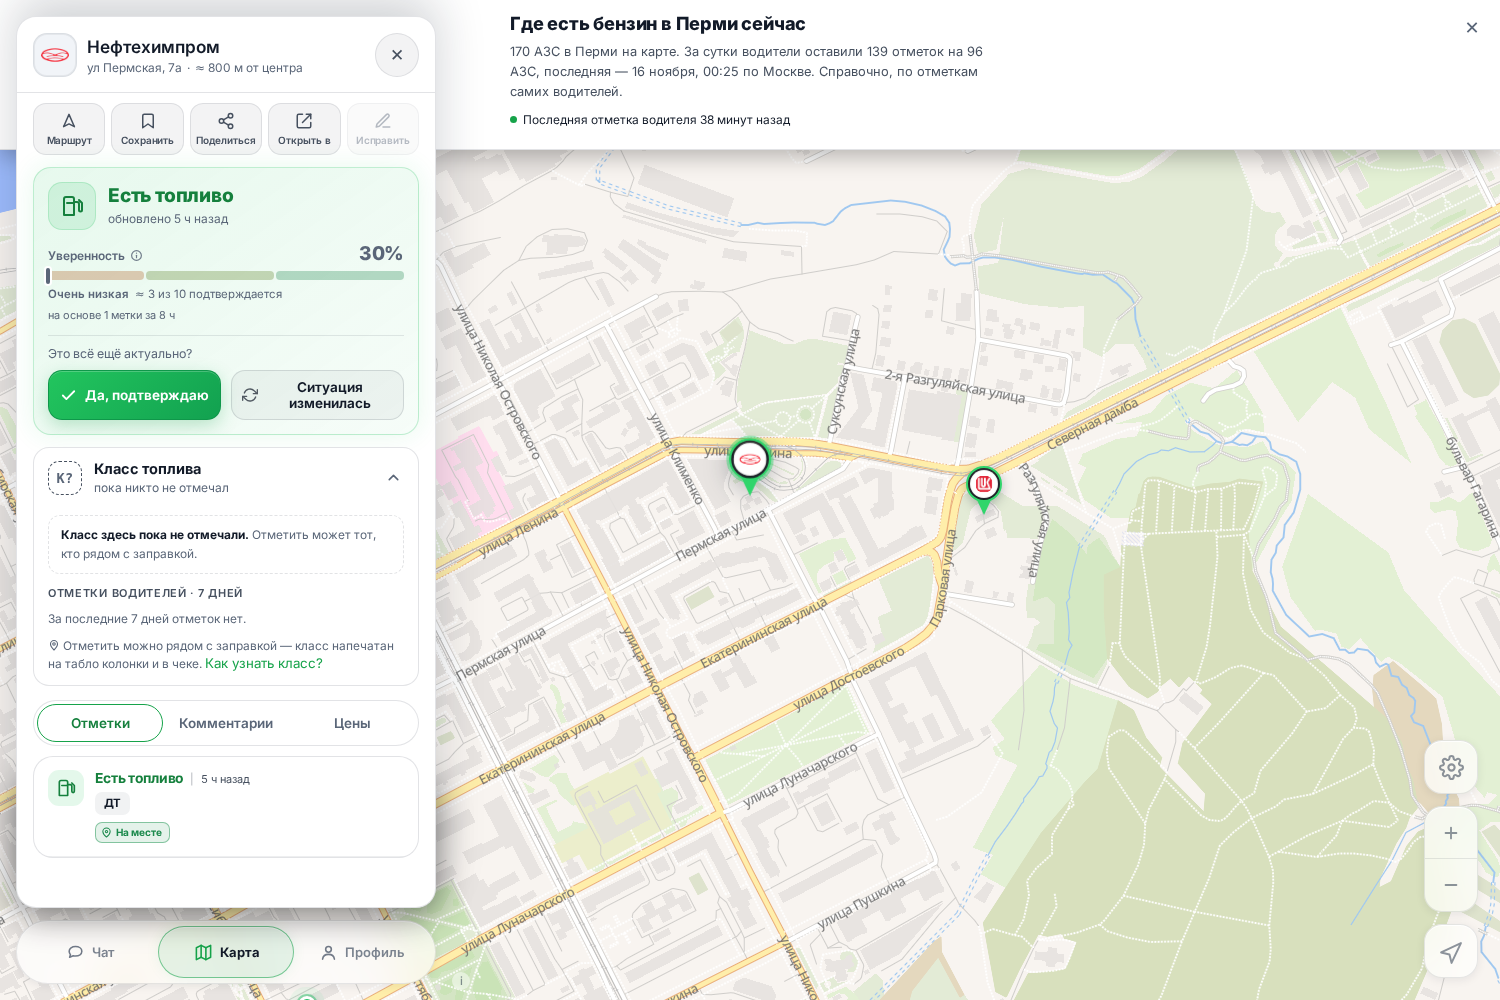 Нефтехимпром
ул Пермская, 7а · ≈ 800 м от центра
Маршрут
Сохранить
Поделиться
Открыть в
Исправить
Есть топливо
обновлено 5 ч назад
Уверенность
30%
Очень низкая ≈ 3 из 10 подтверждается
на основе 1 метки за 8 ч
Это всё ещё актуально?
Да, подтверждаю
Ситуация
изменилась
K?
Класс топлива
пока никто не отмечал
Класс здесь пока не отмечали. Отметить может тот,
кто рядом с заправкой.
ОТМЕТКИ ВОДИТЕЛЕЙ · 7 ДНЕЙ
За последние 7 дней отметок нет.
Отметить можно рядом с заправкой — класс напечатан
на табло колонки и в чеке. Как узнать класс?
Отметки
Комментарии
Цены
Есть топливо | 5 ч назад
ДТ
На месте
Чат
Карта
Профиль
Где есть бензин в Перми сейчас
170 АЗС в Перми на карте. За сутки водители оставили 139 отметок на 96
АЗС, последняя — 16 ноября, 00:25 по Москве. Справочно, по отметкам
самих водителей.
Последняя отметка водителя 38 минут назад
улица Николая Островского
Суксунская улица
2-я Разгуляйская улица
Северная дамба
улица Клименко
бульвар Гагарина
Разгуляйская улица
улица Ленина
Пермская улица
Парковая улица
Екатерининская улица
Пермская улица
улица Николая Островского
улица Достоевского
Екатерининская улица
улица Луначарского
улица Пушкина
улица Луначарского
улица Николая Ос